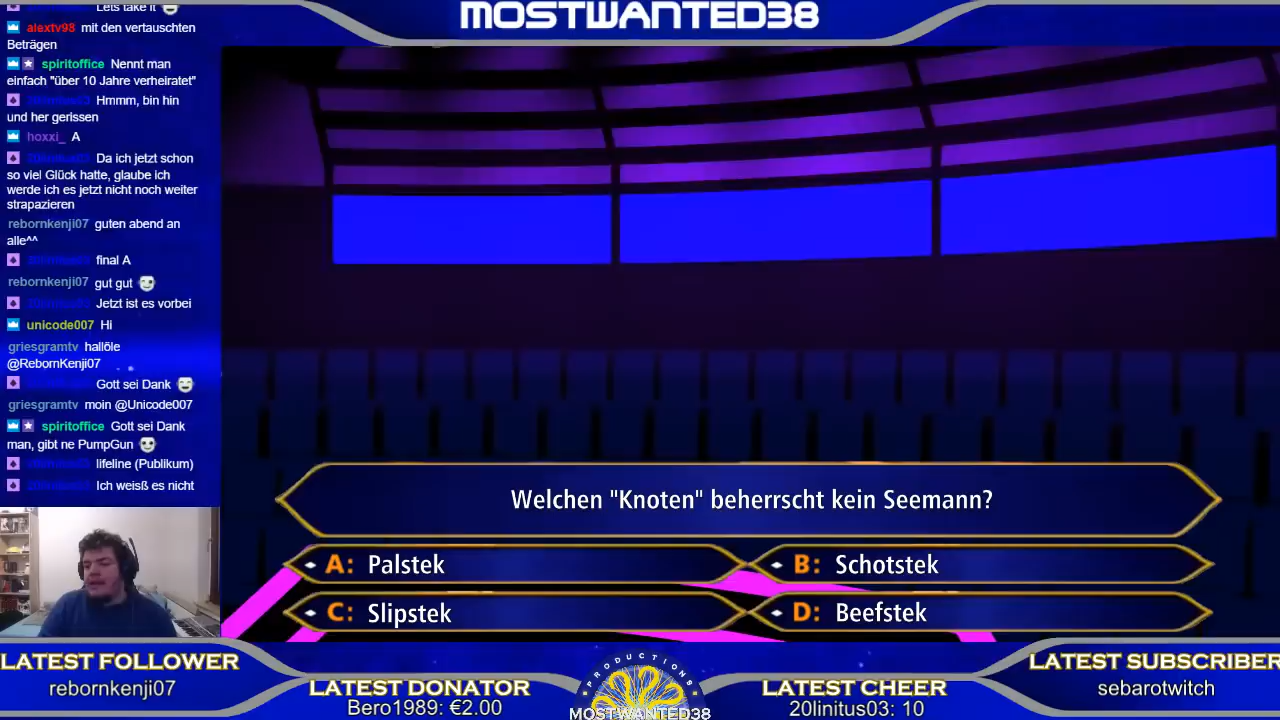 Lets take it
alextv98 mit den vertauschten
Beträgen
spiritoffice Nennt man
einfach "über 10 Jahre verheiratet"
Hmmm, bin hin
und her gerissen
hoxxi_ A
Da ich jetzt schon
so viel Glück hatte, glaube ich
werde ich es jetzt nicht noch weiter
strapazieren
rebornkenji07 guten abend an
alle^^
final A
rebornkenji07 gut gut
Jetzt ist es vorbei
unicode007 Hi
griesgramtv hallöle
@RebornKenji07
Gott sei Dank
griesgramtv moin @Unicode007
spiritoffice Gott sei Dank
man, gibt ne PumpGun
lifeline (Publikum)
Ich weiß es nicht
MOSTWANTED38
Welchen "Knoten" beherrscht kein Seemann?
A: Palstek
B: Schotstek
C: Slipstek
D: Beefstek
LATEST FOLLOWER
rebornkenji07
LATEST DONATOR
Bero1989: €2.00
PRODUCTIONS
MOSTWANTED38
LATEST CHEER
20linitus03: 10
LATEST SUBSCRIBER
sebarotwitch